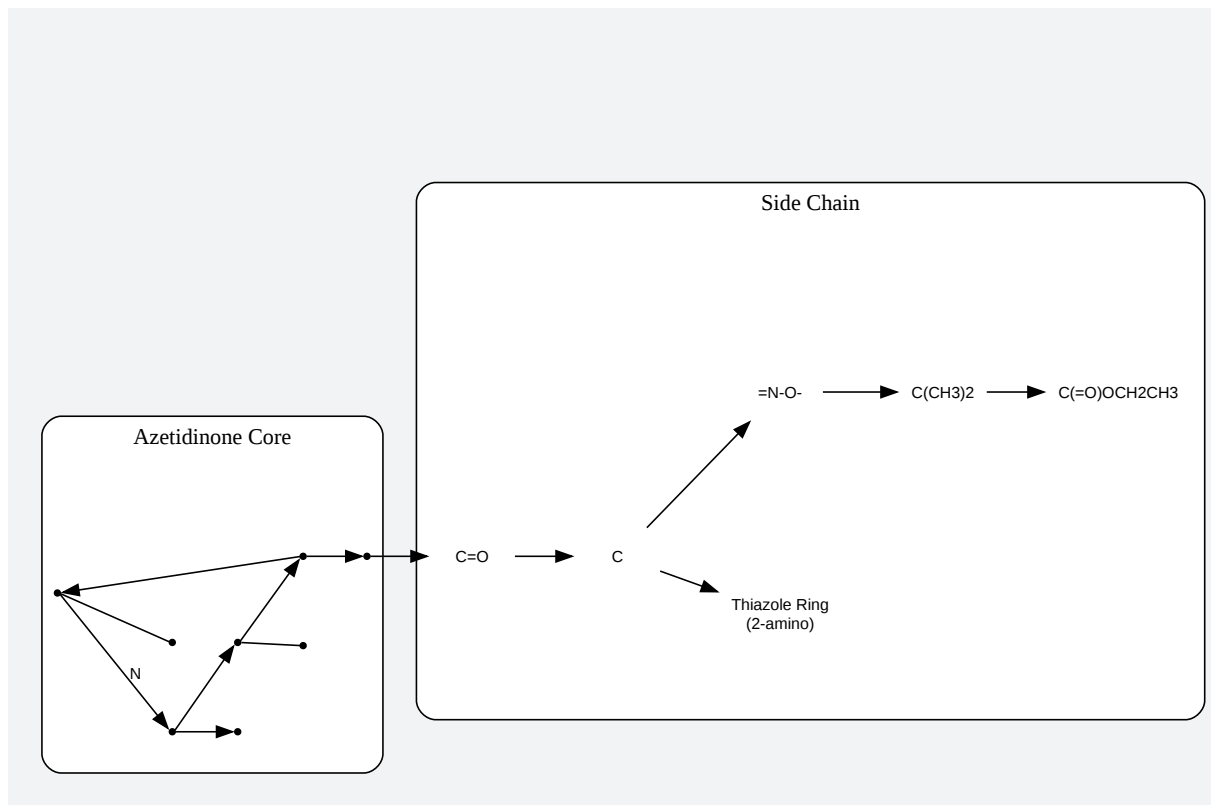 Side Chain
=N-O-
C(CH3)2
C(=O)OCH2CH3
Azetidinone Core
C=O
C
Thiazole Ring
(2-amino)
N